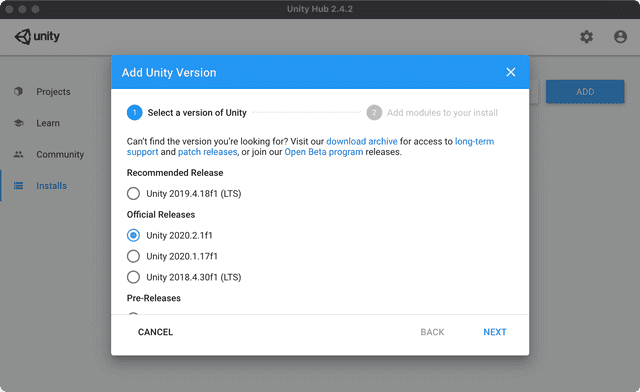 Unity Hub 2.4.2
unity
Projects
Learn
Community
Installs
ADD
Add Unity Version
1 Select a version of Unity
2 Add modules to your install
Can't find the version you're looking for? Visit our download archive for access to long-term
support and patch releases, or join our Open Beta program releases.
Recommended Release
Unity 2019.4.18f1 (LTS)
Official Releases
Unity 2020.2.1f1
Unity 2020.1.17f1
Unity 2018.4.30f1 (LTS)
Pre-Releases
CANCEL
BACK
NEXT